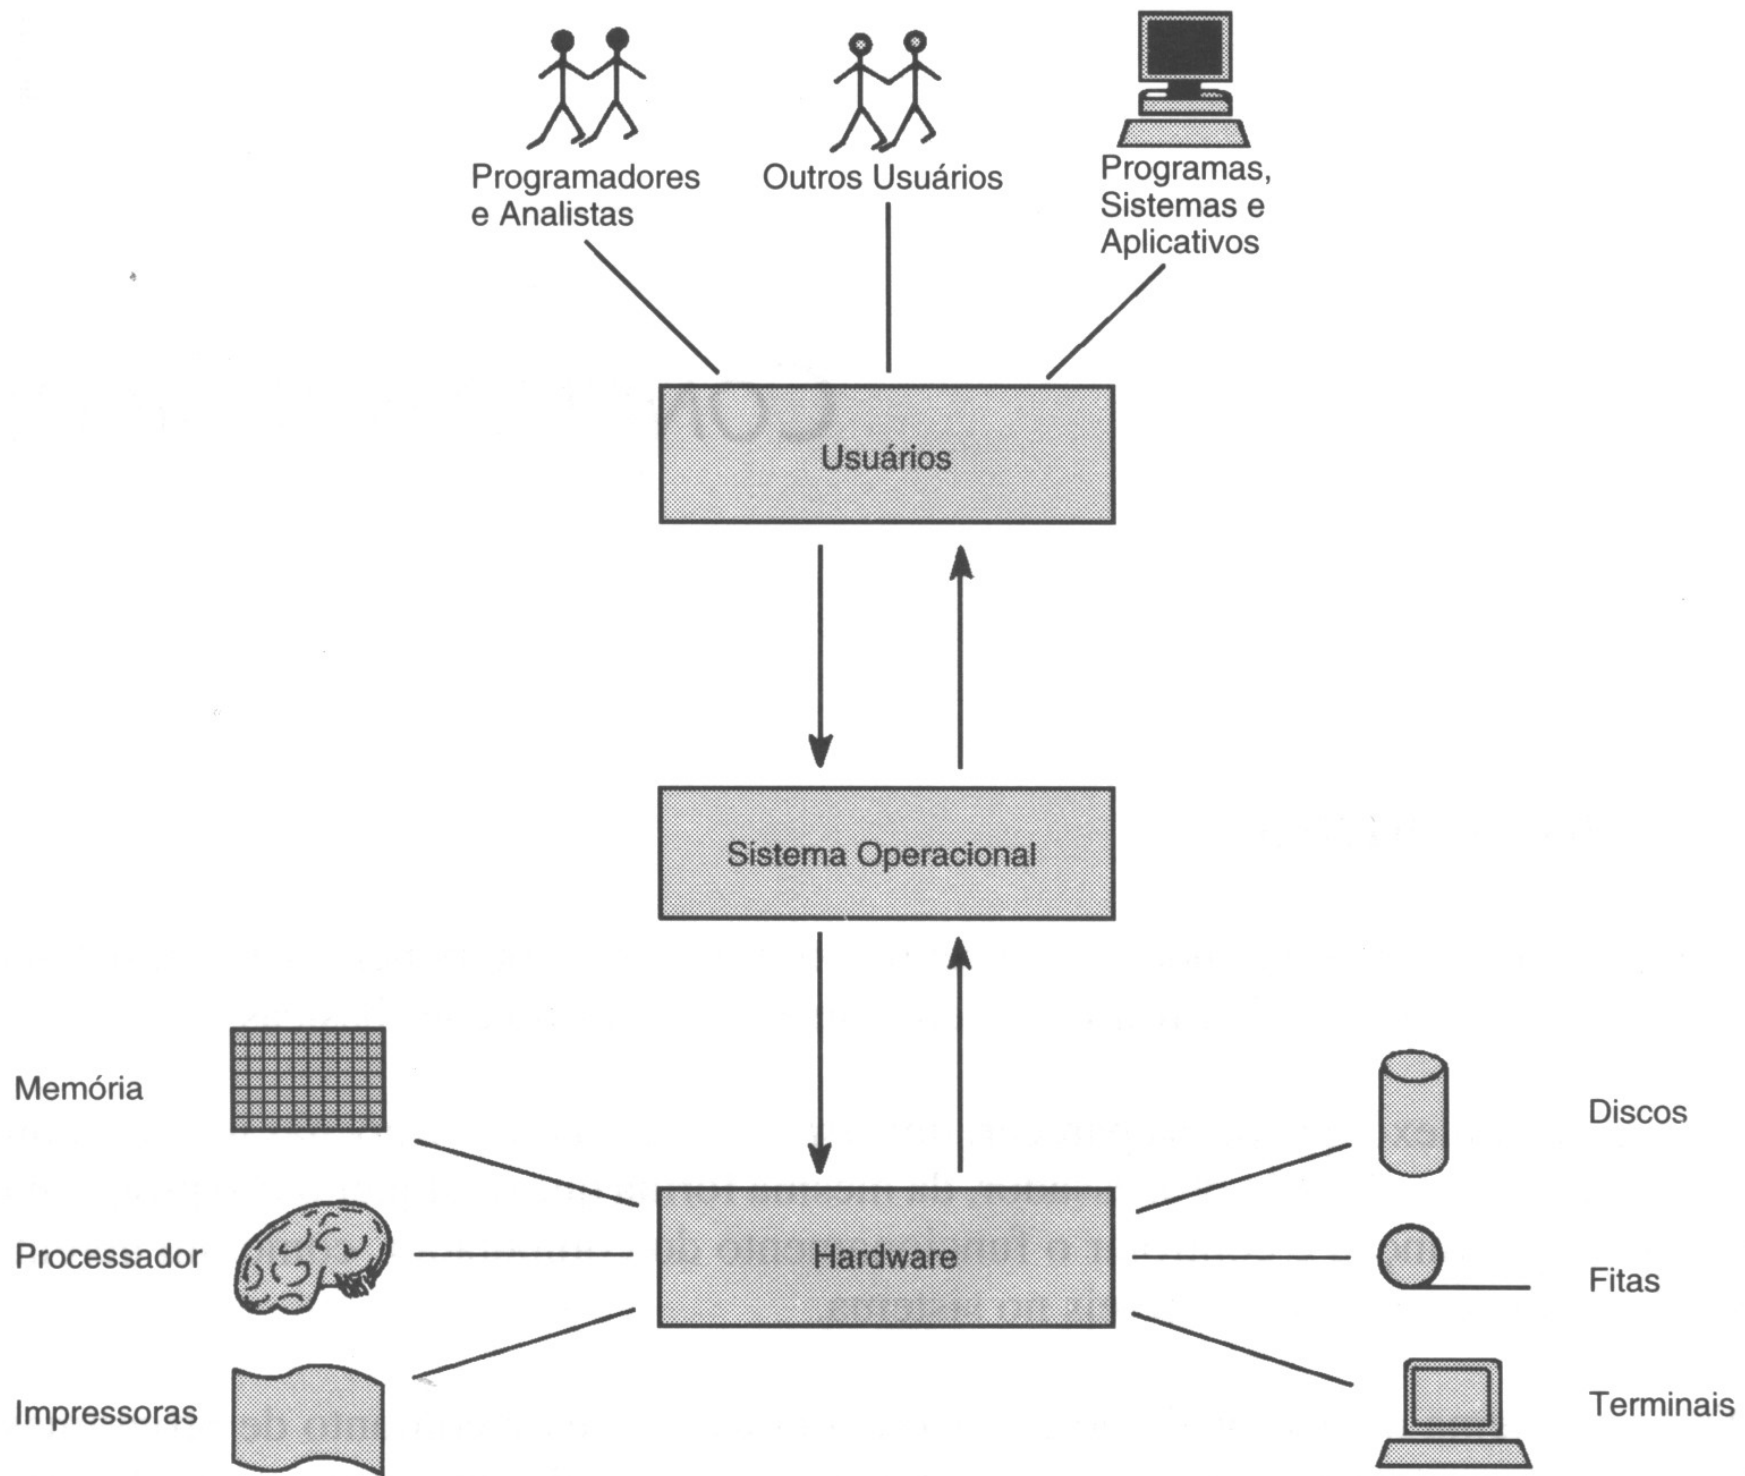 Programadores
e Analistas
Outros Usuários
Programas,
Sistemas e
Aplicativos
Usuários
Sistema Operacional
Memória
Processador
Impressoras
Hardware
Discos
Fitas
Terminais